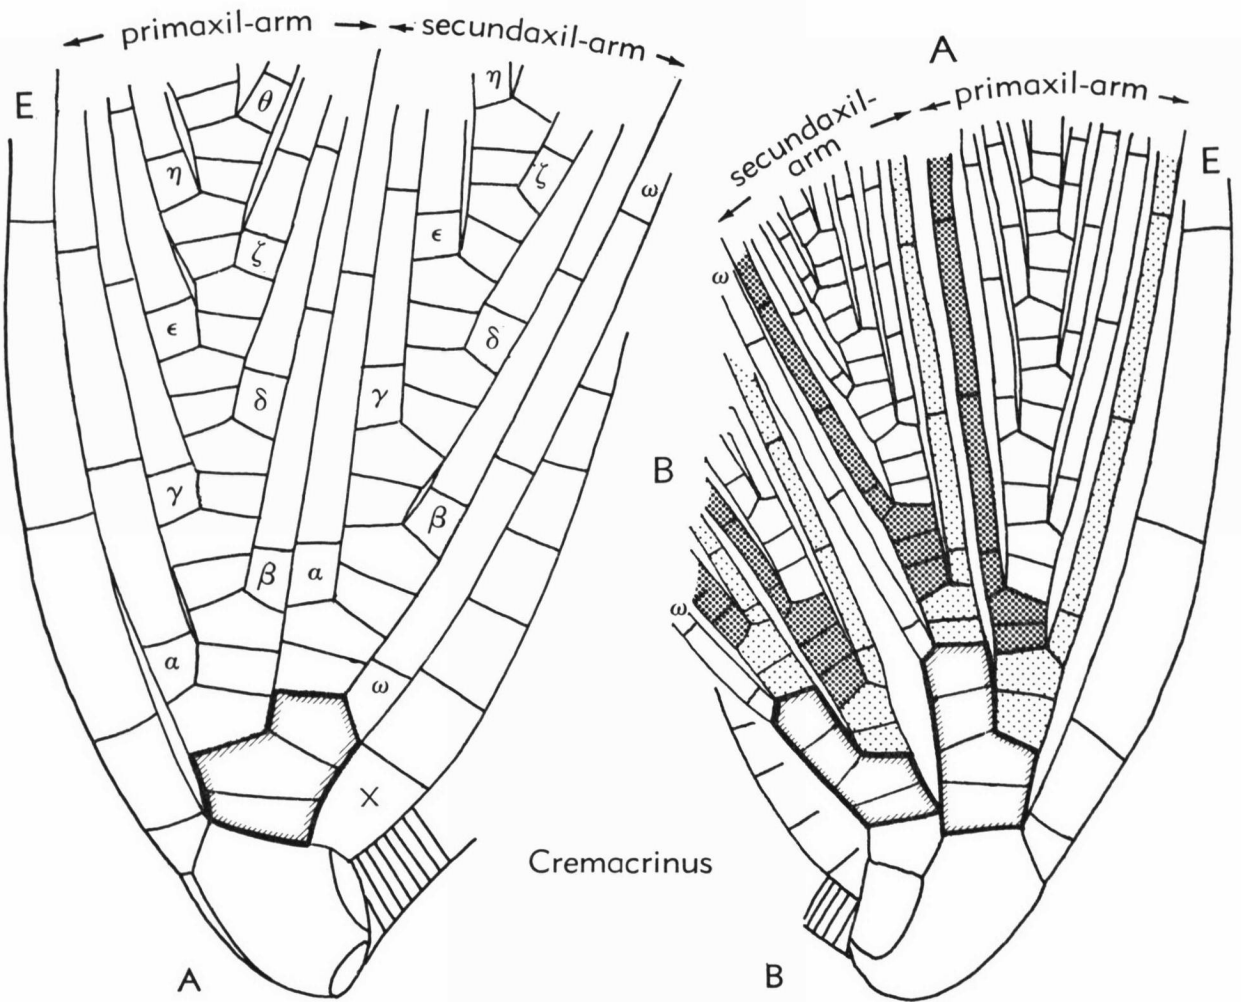 primaxil-arm
secundaxil-arm
E
θ
η
ζ
ω
η
ε
ζ
ε
δ
δ
γ
γ
β
β
α
α
ω
X
A
A
secundaxil-
arm
primaxil-arm
E
ω
B
ω
B
Cremacrinus